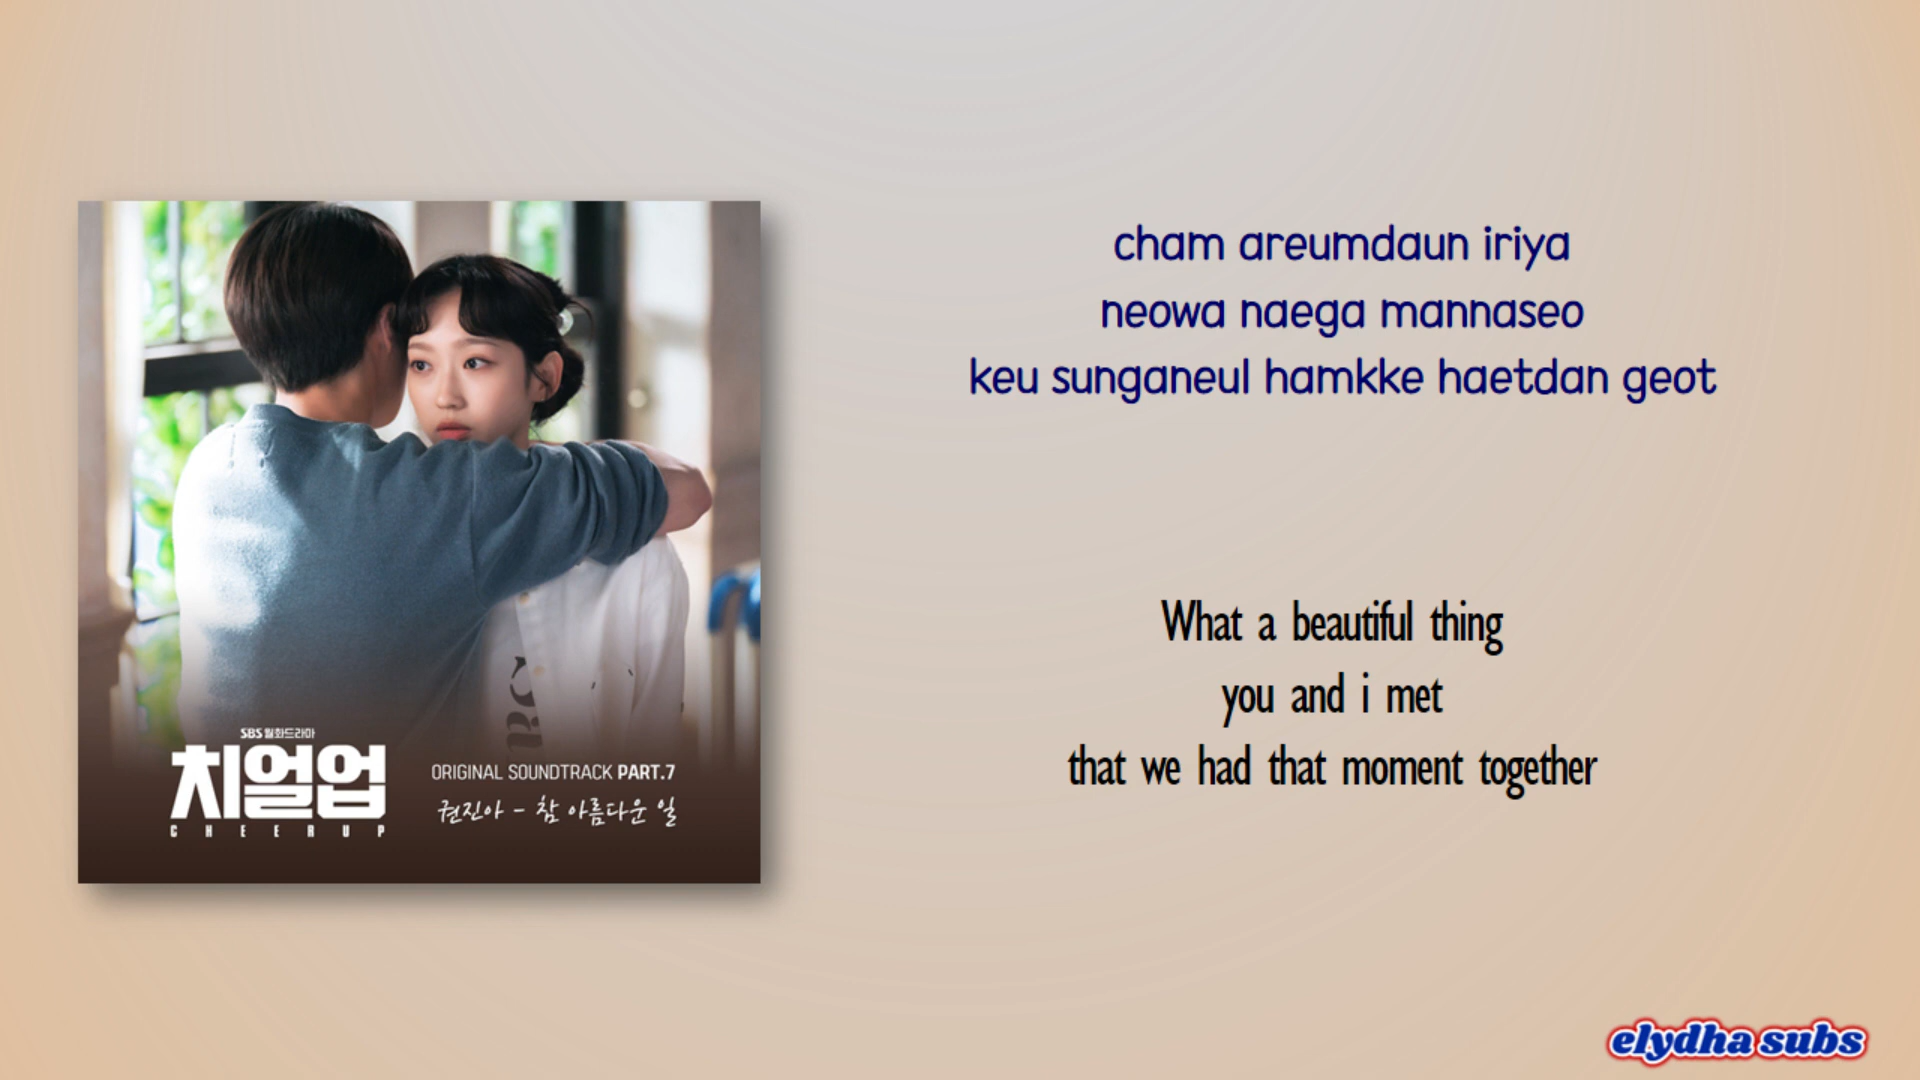 SBS 월화드라마
치얼업
CHEERUP
ORIGINAL SOUNDTRACK PART.7
권진아 - 참 아름다운 일
cham areumdaun iriya
neowa naega mannaseo
keu sunganeul hamkke haetdan geot
What a beautiful thing
you and i met
that we had that moment together
elydha subs